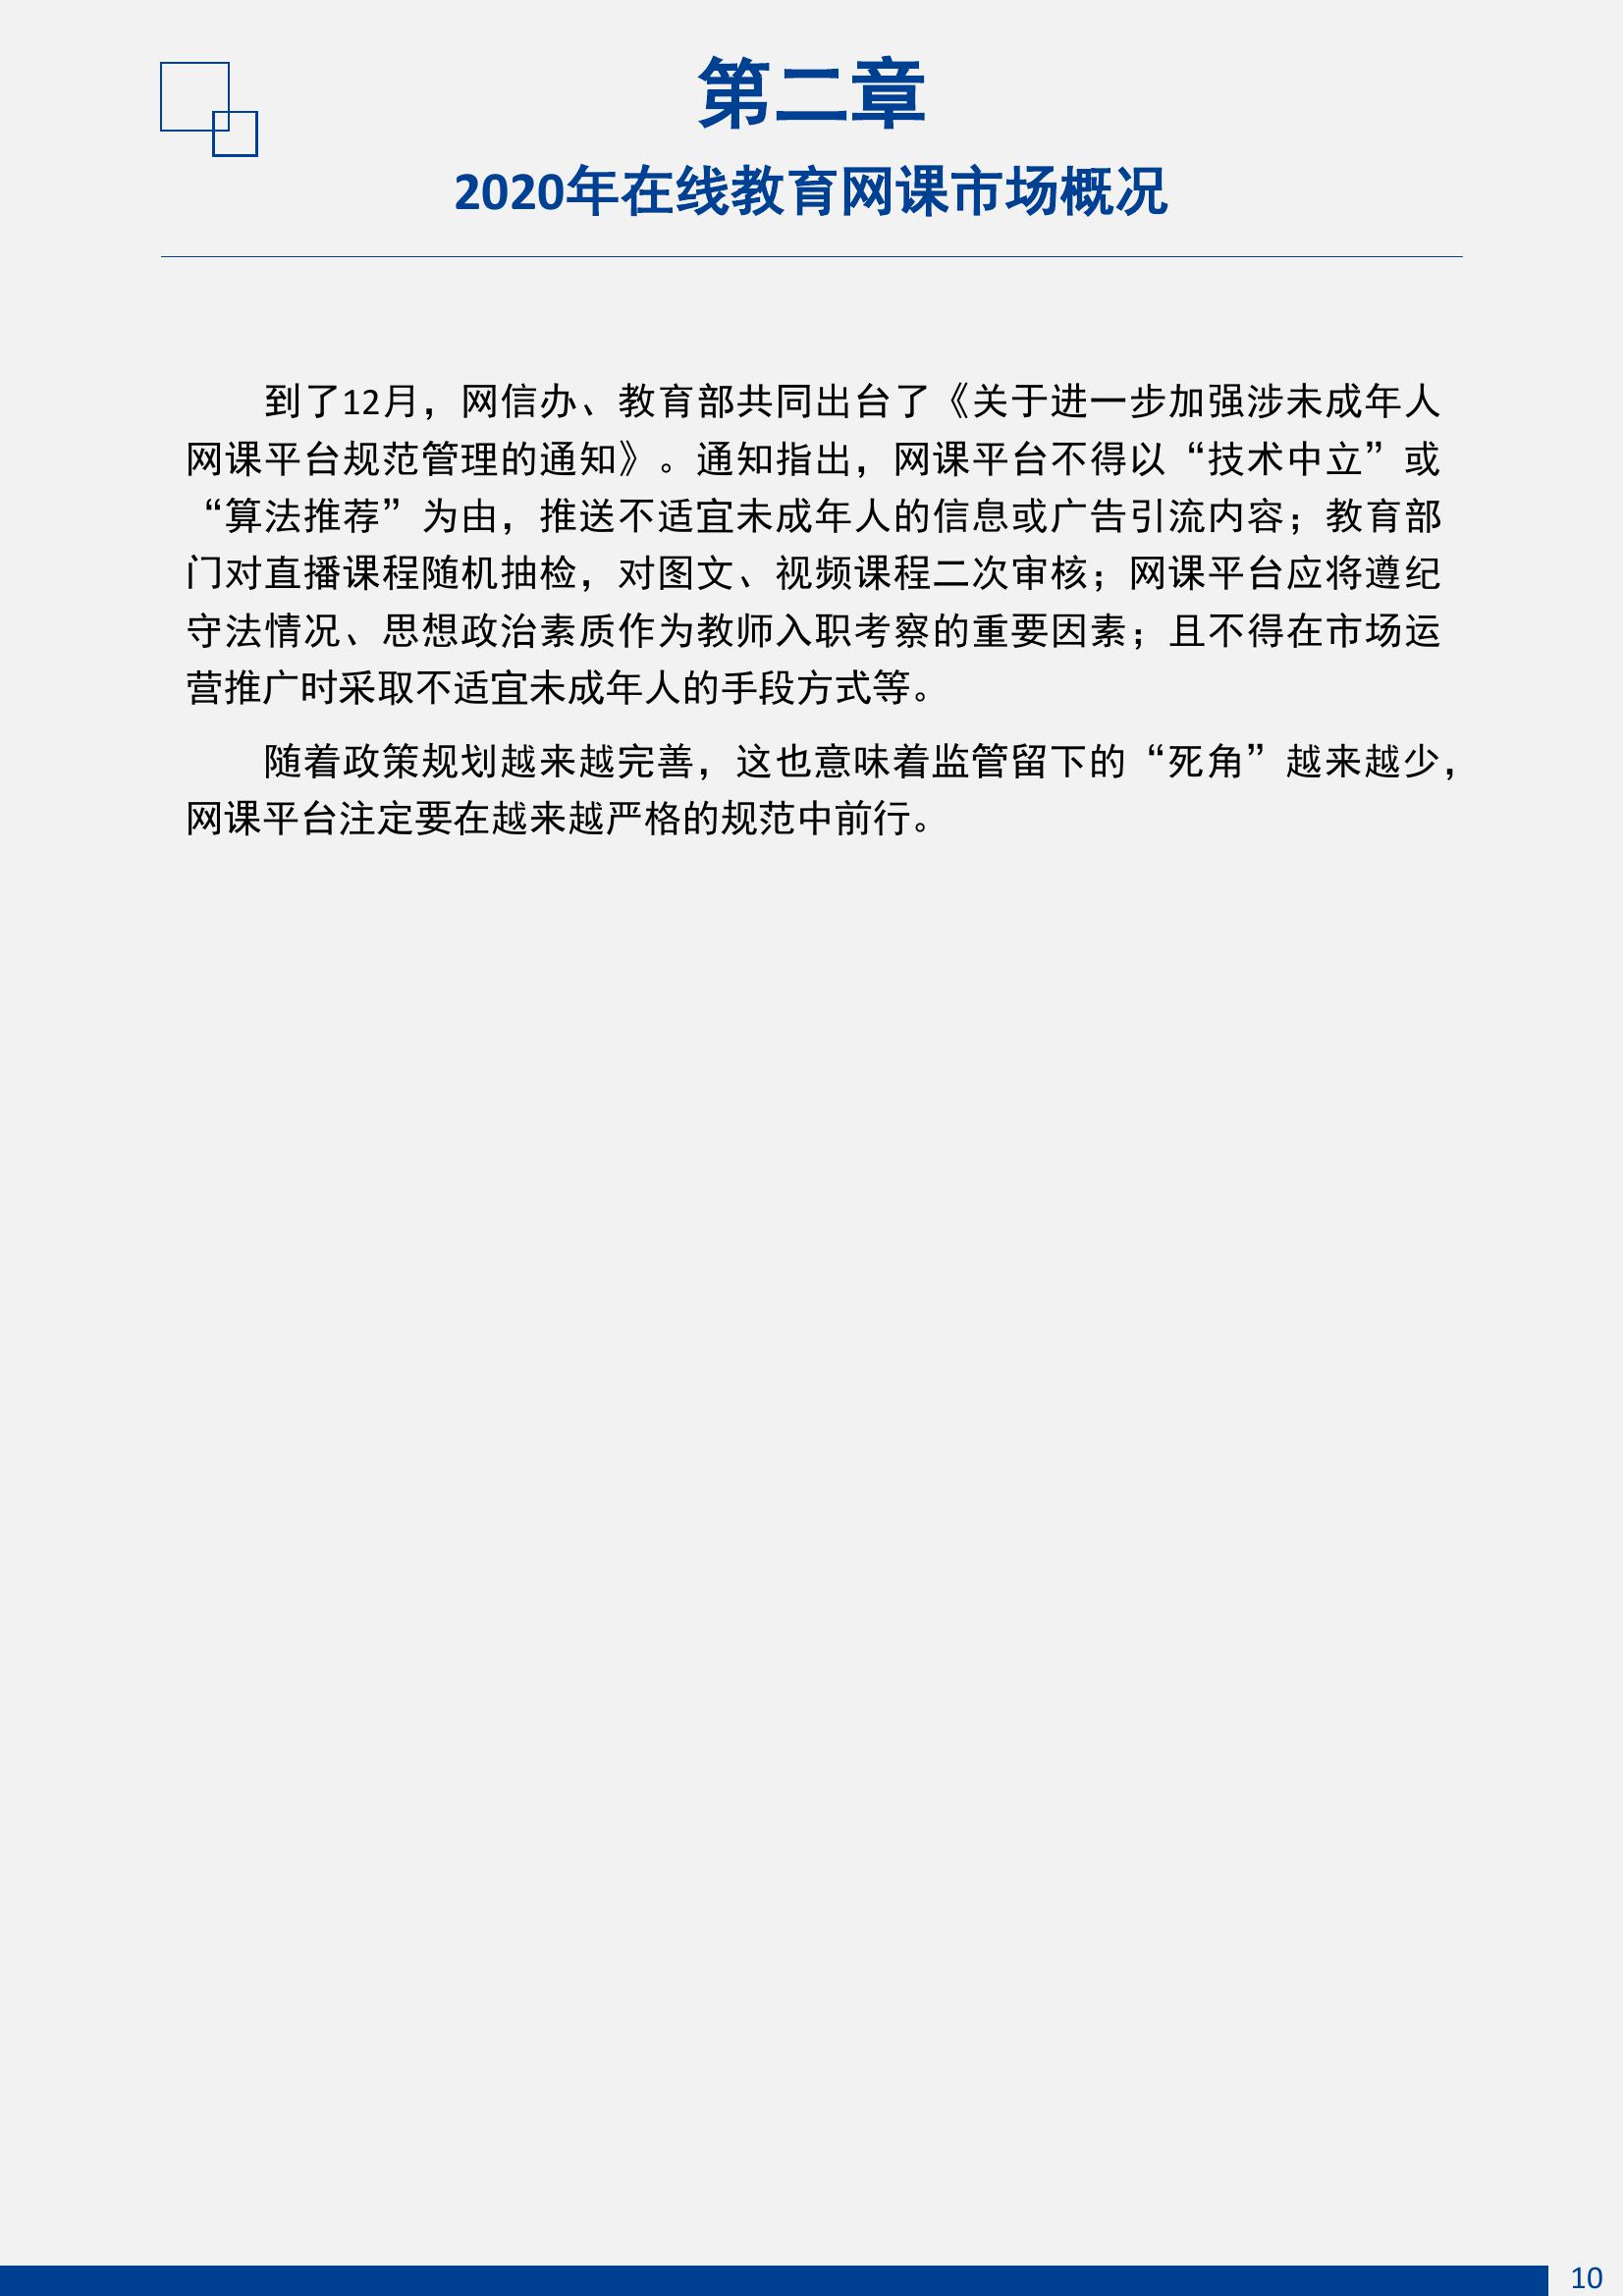 第二章
2020年在线教育网课市场概况
到了12月，网信办、教育部共同出台了《关于进一步加强涉未成年人
网课平台规范管理的通知》。通知指出，网课平台不得以“技术中立”或
“算法推荐”为由，推送不适宜未成年人的信息或广告引流内容；教育部
门对直播课程随机抽检，对图文、视频课程二次审核；网课平台应将遵纪
守法情况、思想政治素质作为教师入职考察的重要因素；且不得在市场运
营推广时采取不适宜未成年人的手段方式等。
随着政策规划越来越完善，这也意味着监管留下的“死角”越来越少，
网课平台注定要在越来越严格的规范中前行。
10